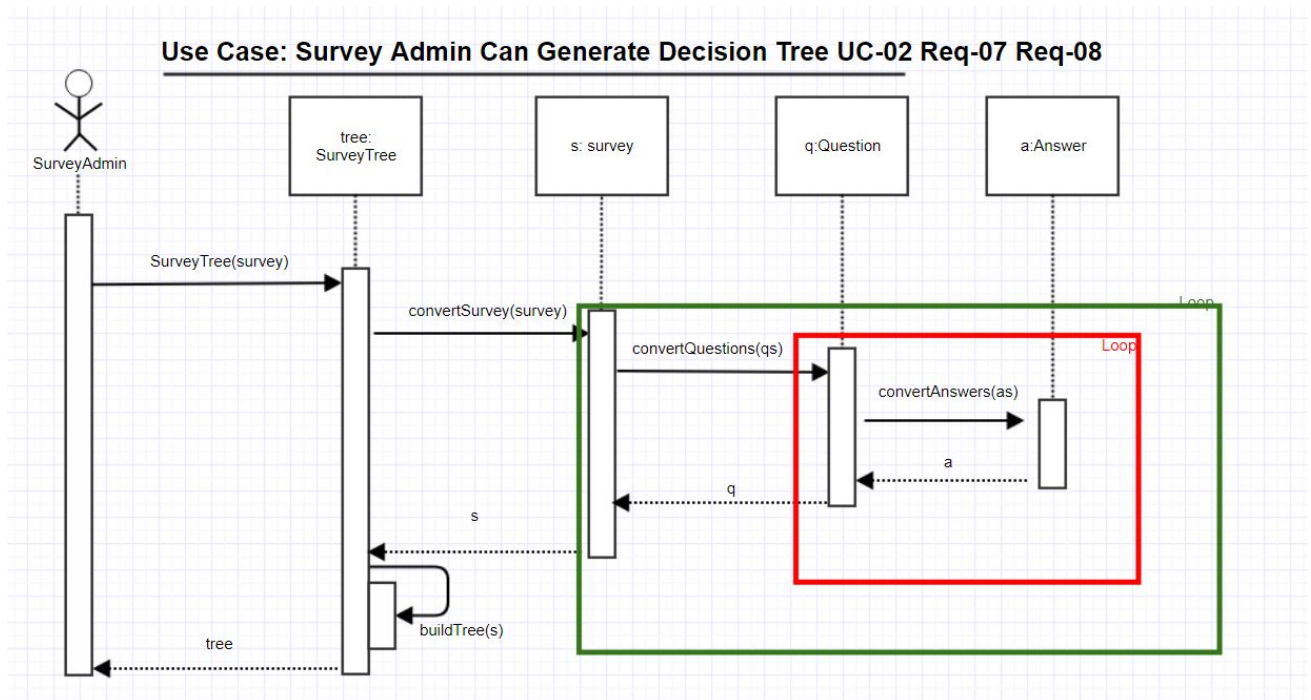 Use Case: Survey Admin Can Generate Decision Tree UC-02 Req-07 Req-08
SurveyAdmin
tree:
SurveyTree
s: survey
q:Question
a:Answer
SurveyTree(survey)
convertSurvey(survey)
Loop
convertQuestions(qs)
Loop
convertAnswers(as)
a
q
s
buildTree(s)
tree